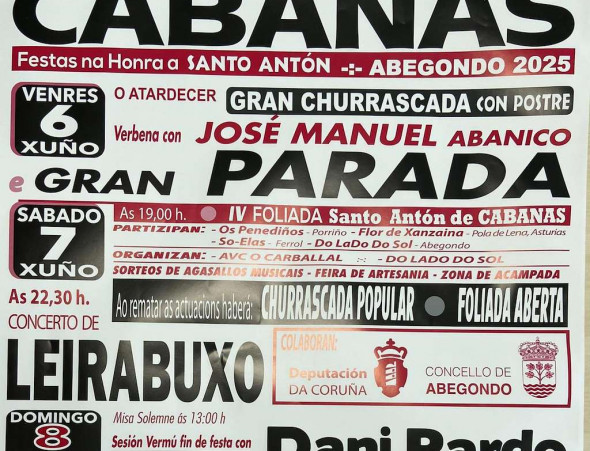 CABANAS
Festas na Honra a SANTO ANTÓN -:- ABEGONDO 2025
VENRES
6
XUÑO
O ATARDECER GRAN CHURRASCADA CON POSTRE
Verbena con JOSÉ MANUEL ABANICO
e GRAN PARADA
SABADO
7
XUÑO
As 19,00 h. IV FOLIADA Santo Antón de CABANAS
PARTIZIPAN: - Os Penediños - Porriño - Flor de Xanzaina - Pola de Lena, Asturias
So-Elas - Ferrol - Do LaDO Do Sol - Abegondo
ORGANIZAN: - AVC O CARBALLAL -:- DO LADO DO SOL
SORTEOS DE AGASALLOS MUSICAIS - FEIRA DE ARTESANIA - ZONA DE ACAMPADA
As 22,30 h.
Ao rematar as actuacions haberá: CHURRASCADA POPULAR FOLIADA ABERTA
CONCERTO DE
LEIRABUXO
COLABORAN:
Deputación
DA CORUÑA
CONCELLO DE
ABEGONDO
DOMINGO
8
Misa Solemne ás 13:00 h
Sesión Vermú fin de festa con
Dani Pardo